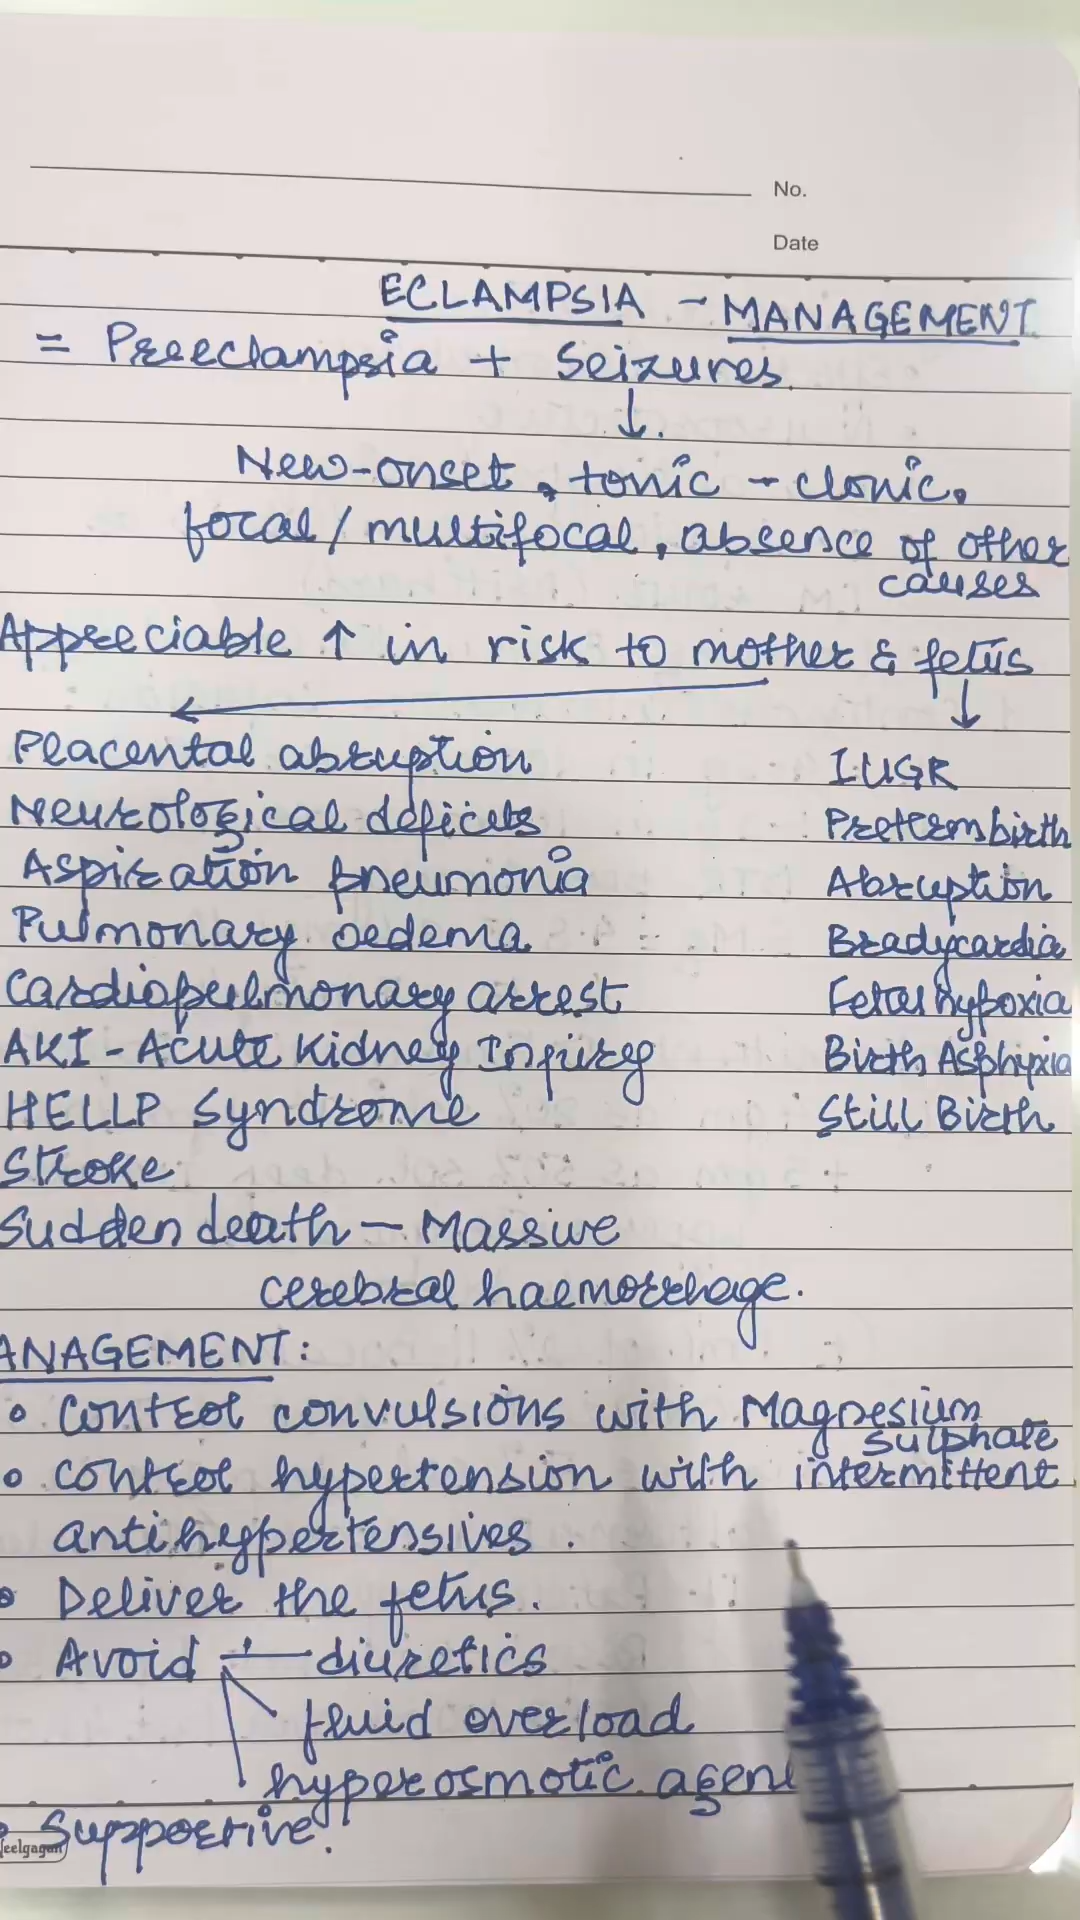 No.
Date
ECLAMPSIA - MANAGEMENT
= Preeclampsia + Seizures.
↓
New-onset, tonic - clonic,
focal / multifocal, absence of other
causes
Appreciable ↑ in risk to mother & fetus
Placental abruption IUGR
Neurological deficits Preterm birth
Aspiration pneumonia Abruption
Pulmonary oedema Bradycardia
Cardiopulmonary arrest Fetal hypoxia
AKI - Acute Kidney Injury Birth Asphyxia
HELLP Syndrome Still Birth
Stroke
Sudden death - Massive
cerebral haemorrhage.
ANAGEMENT:
• Control convulsions with Magnesium
sulphate
• control hypertension with intermittent
antihypertensives.
• Deliver the fetus.
• Avoid diuretics
fluid overload
hyperosmotic agent
• Supportive.
eelgagan